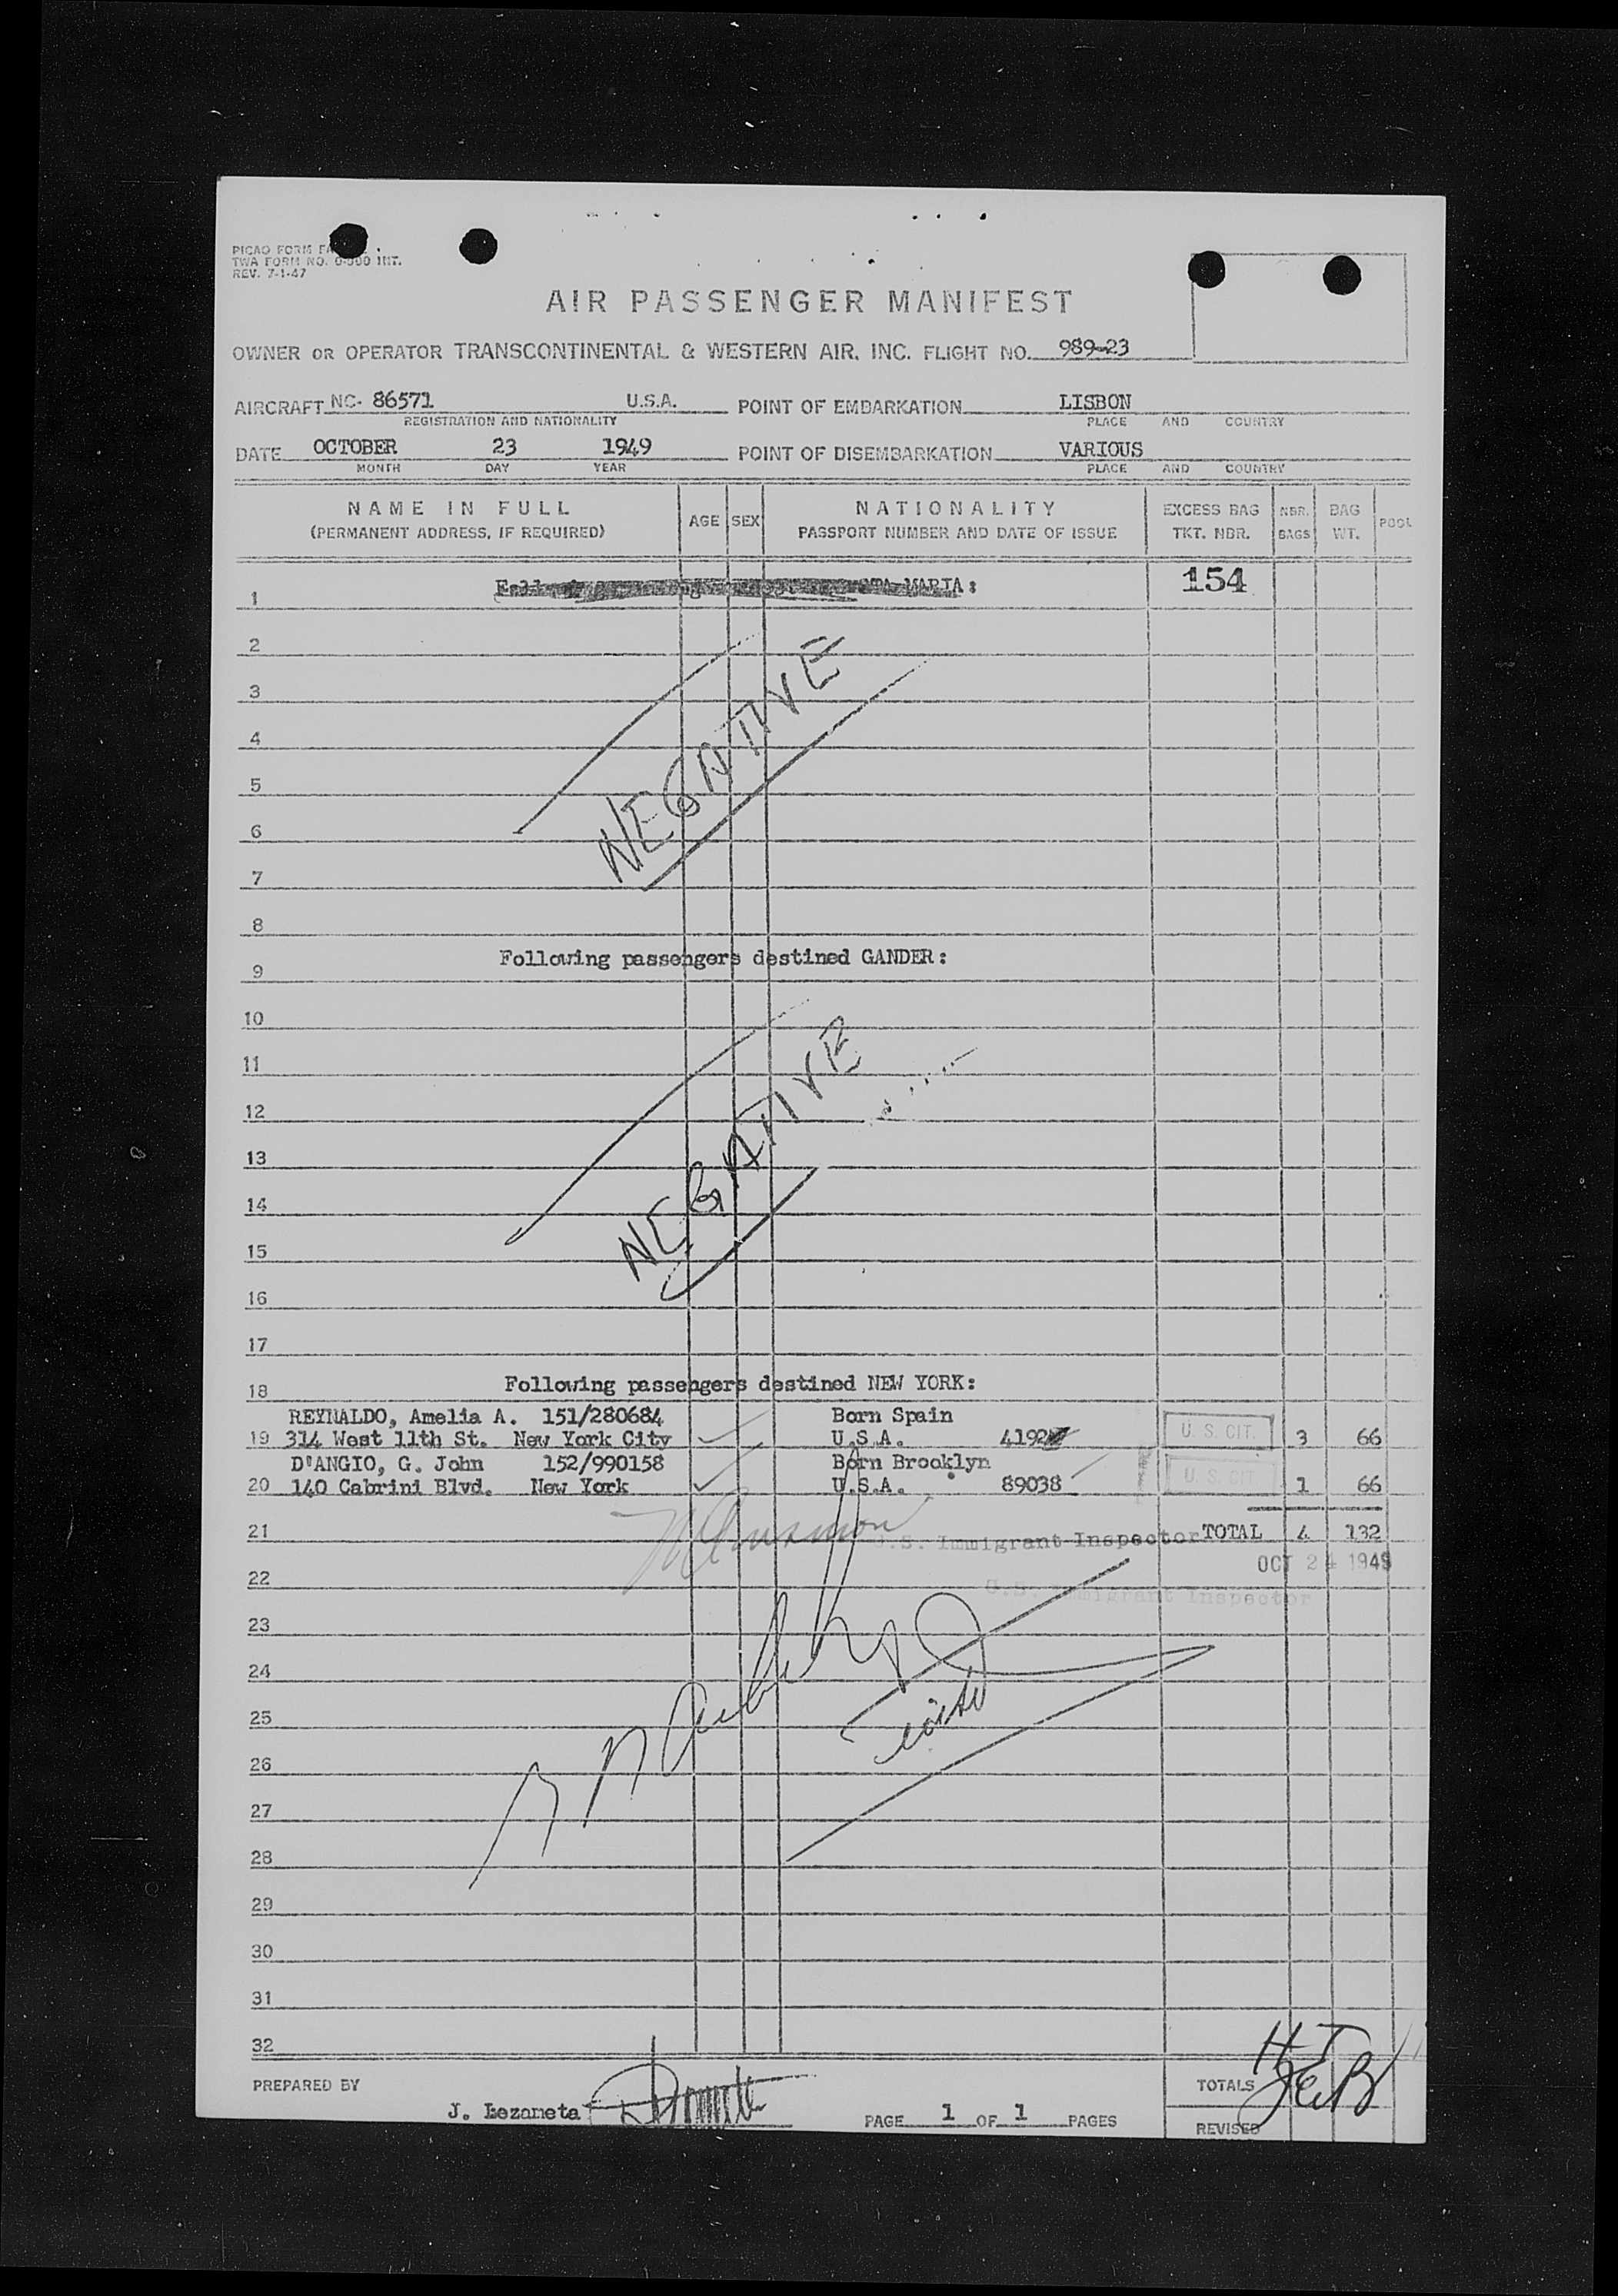 PICAO FORM
TWA FORM NO. INT.
REV. 7-1-47
AIR PASSENGER MANIFEST
OWNER OR OPERATOR TRANSCONTINENTAL & WESTERN AIR, INC. FLIGHT NO. 989-23
AIRCRAFT NC- 86571 U.S.A. POINT OF EMBARKATION LISBON
REGISTRATION AND NATIONALITY PLACE AND COUNTRY
DATE OCTOBER 23 1949 POINT OF DISEMBARKATION VARIOUS
MONTH DAY YEAR PLACE AND COUNTRY
NAME IN FULL AGE SEX NATIONALITY EXCESS BAG NBR. BAG POOL
(PERMANENT ADDRESS, IF REQUIRED) PASSPORT NUMBER AND DATE OF ISSUE TKT. NBR. BAGS WT.
MARIA: 154
1
2
3
4
NEGATIVE
5
6
7
8
Following passengers destined GANDER:
9
10
11
12
NEGATIVE
13
14
15
16
17
Following passengers destined NEW YORK:
18
REYNALDO, Amelia A. 151/280684 Born Spain
19 314 West 11th St. New York City U.S.A. 4192 U. S. CIT. 3 66
D'ANGIO, G. John 152/990158 Born Brooklyn
20 140 Cabrini Blvd. New York U.S.A. 89038 U. S. CIT 1 66
21 U.S. Immigrant Inspector TOTAL 4 132
OCT 24 1949
22 U.S. Immigrant Inspector
23
24
25
26
27
28
29
30
31
32
PREPARED BY TOTALS
J. Lezameta PAGE 1 OF 1 PAGES
REVISED